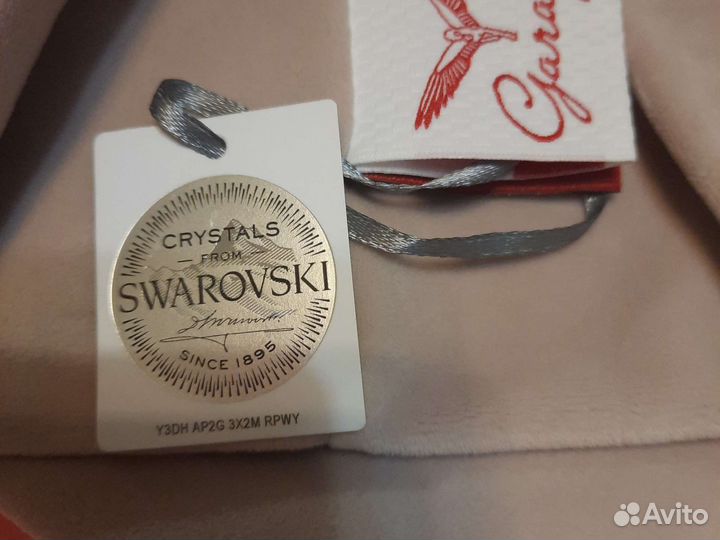 CRYSTALS
FROM
SWAROVSKI
SINCE 1895
Y3DH AP2G 3X2M RPWY
Avito